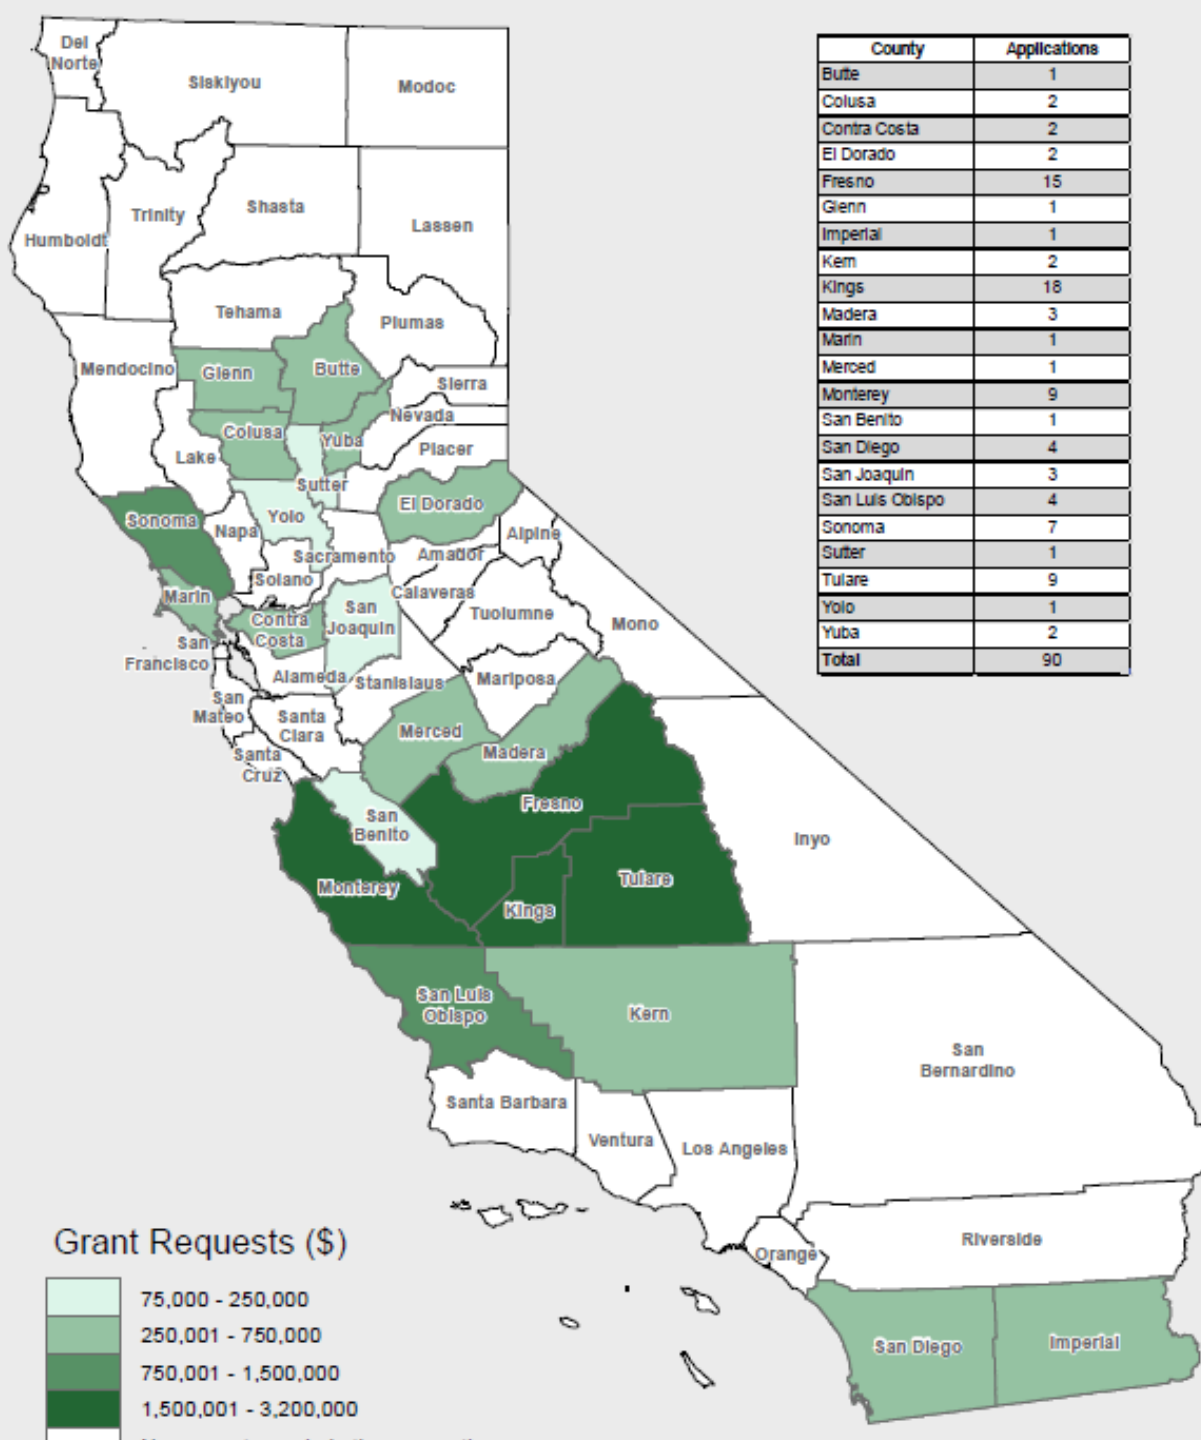 Del
Norte
Siskiyou
Modoc
Humboldt
Trinity
Shasta
Lassen
Tehama
Plumas
Mendocino
Glenn
Butte
Sierra
Nevada
Colusa
Yuba
Placer
Lake
Sutter
El Dorado
Sonoma
Napa
Yolo
Alpine
Sacramento
Amador
Solano
Marin
Calaveras
San
Joaquin
Tuolumne
Contra
Costa
Mono
San
Francisco
Alameda
Stanislaus
Mariposa
San
Mateo
Santa
Clara
Merced
Madera
Santa
Cruz
Fresno
San
Benito
Inyo
Monterey
Tulare
Kings
San Luis
Obispo
Kern
San
Bernardino
Santa Barbara
Ventura
Los Angeles
Orange
Riverside
San Diego
Imperial
County Applications
Butte 1
Colusa 2
Contra Costa 2
El Dorado 2
Fresno 15
Glenn 1
Imperial 1
Kern 2
Kings 18
Madera 3
Marin 1
Merced 1
Monterey 9
San Benito 1
San Diego 4
San Joaquin 3
San Luis Obispo 4
Sonoma 7
Sutter 1
Tulare 9
Yolo 1
Yuba 2
Total 90
Grant Requests ($)
75,000 - 250,000
250,001 - 750,000
750,001 - 1,500,000
1,500,001 - 3,200,000